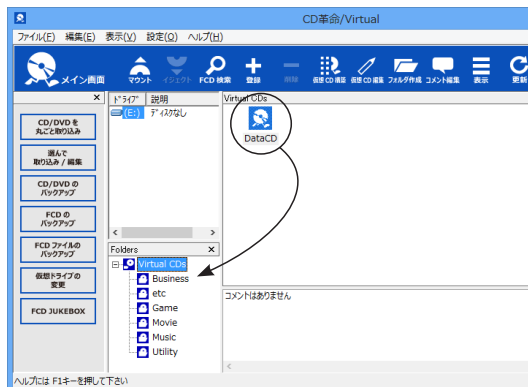 CD革命/Virtual
ファイル(F) 編集(E) 表示(V) 設定(O) ヘルプ(H)
メイン画面
マウント
イジェクト
FCD 検索
登録
削除
仮想 CD 構築
仮想 CD 編集
フォルダ作成
コメント編集
表示
更新
CD/DVD を
丸ごと取り込み
選んで
取り込み / 編集
CD/DVD の
バックアップ
FCD の
バックアップ
FCD ファイルの
バックアップ
仮想ドライブの
変更
FCD JUKEBOX
ドライブ 説明
(E:) ディスクなし
Folders
Virtual CDs
Business
etc
Game
Movie
Music
Utility
Virtual CDs
DataCD
コメントはありません
ヘルプには F1キーを押して下さい